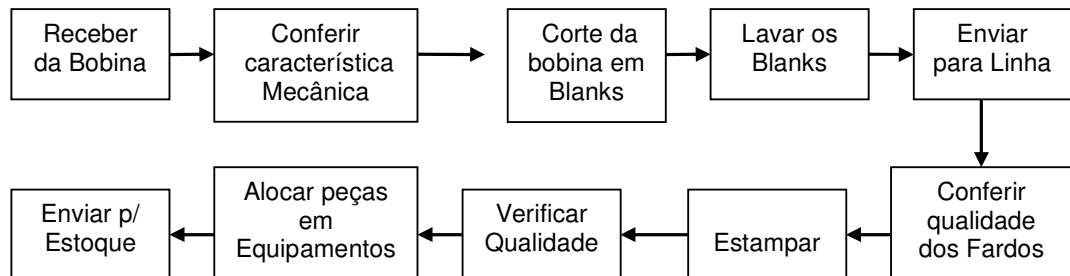 Receber
da Bobina
Conferir
característica
Mecânica
Corte da
bobina em
Blanks
Lavar os
Blanks
Enviar
para Linha
Conferir
qualidade
dos Fardos
Estampar
Verificar
Qualidade
Alocar peças
em
Equipamentos
Enviar p/
Estoque